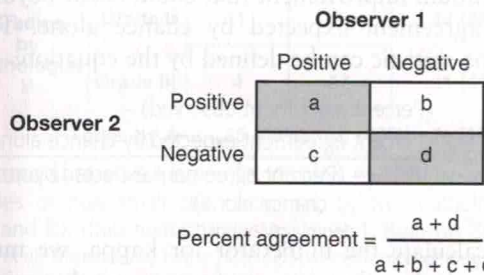 Observer 1
Positive Negative
Positive a b
Observer 2
Negative c d
Percent agreement = a + d
a + b + c +